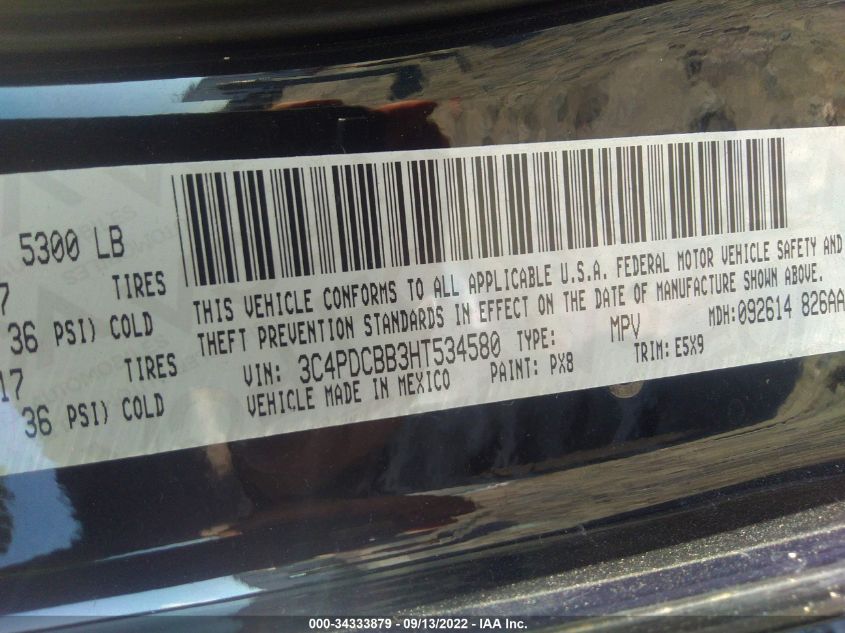 5300 LB
7 TIRES
36 PSI) COLD
17 TIRES
36 PSI) COLD
THIS VEHICLE CONFORMS TO ALL APPLICABLE U.S.A. FEDERAL MOTOR VEHICLE SAFETY AND
THEFT PREVENTION STANDARDS IN EFFECT ON THE DATE OF MANUFACTURE SHOWN ABOVE.
VIN: 3C4PDCBB3HT534580 TYPE: MPV MDH:092614 826AA
VEHICLE MADE IN MEXICO PAINT: PX8 TRIM: E5X9
000-34333879 - 09/13/2022 - IAA Inc.